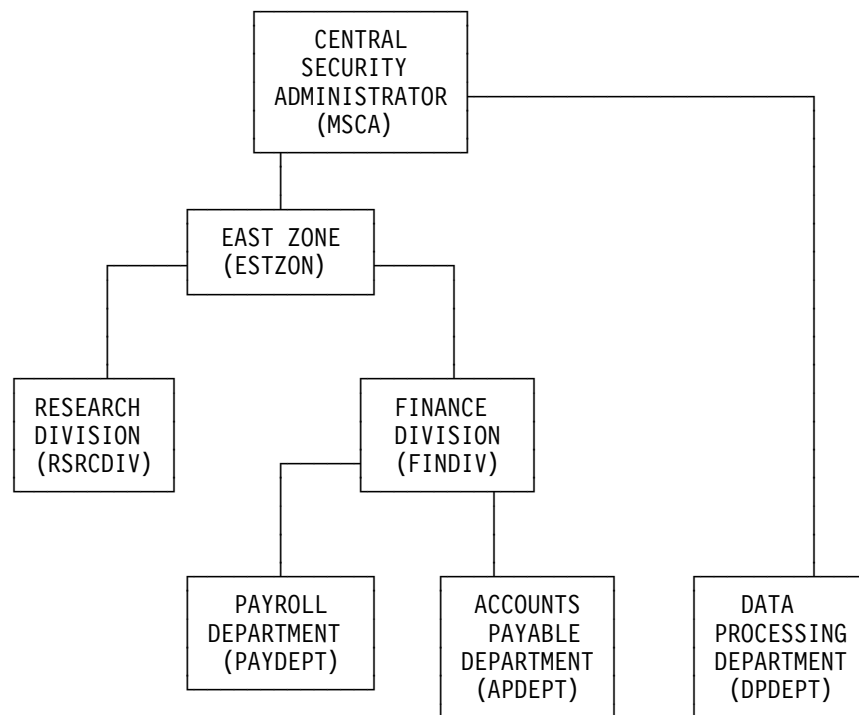 CENTRAL
SECURITY
ADMINISTRATOR
(MSCA)
EAST ZONE
(ESTZON)
RESEARCH
DIVISION
(RSRCDIV)
FINANCE
DIVISION
(FINDIV)
PAYROLL
DEPARTMENT
(PAYDEPT)
ACCOUNTS
PAYABLE
DEPARTMENT
(APDEPT)
DATA
PROCESSING
DEPARTMENT
(DPDEPT)